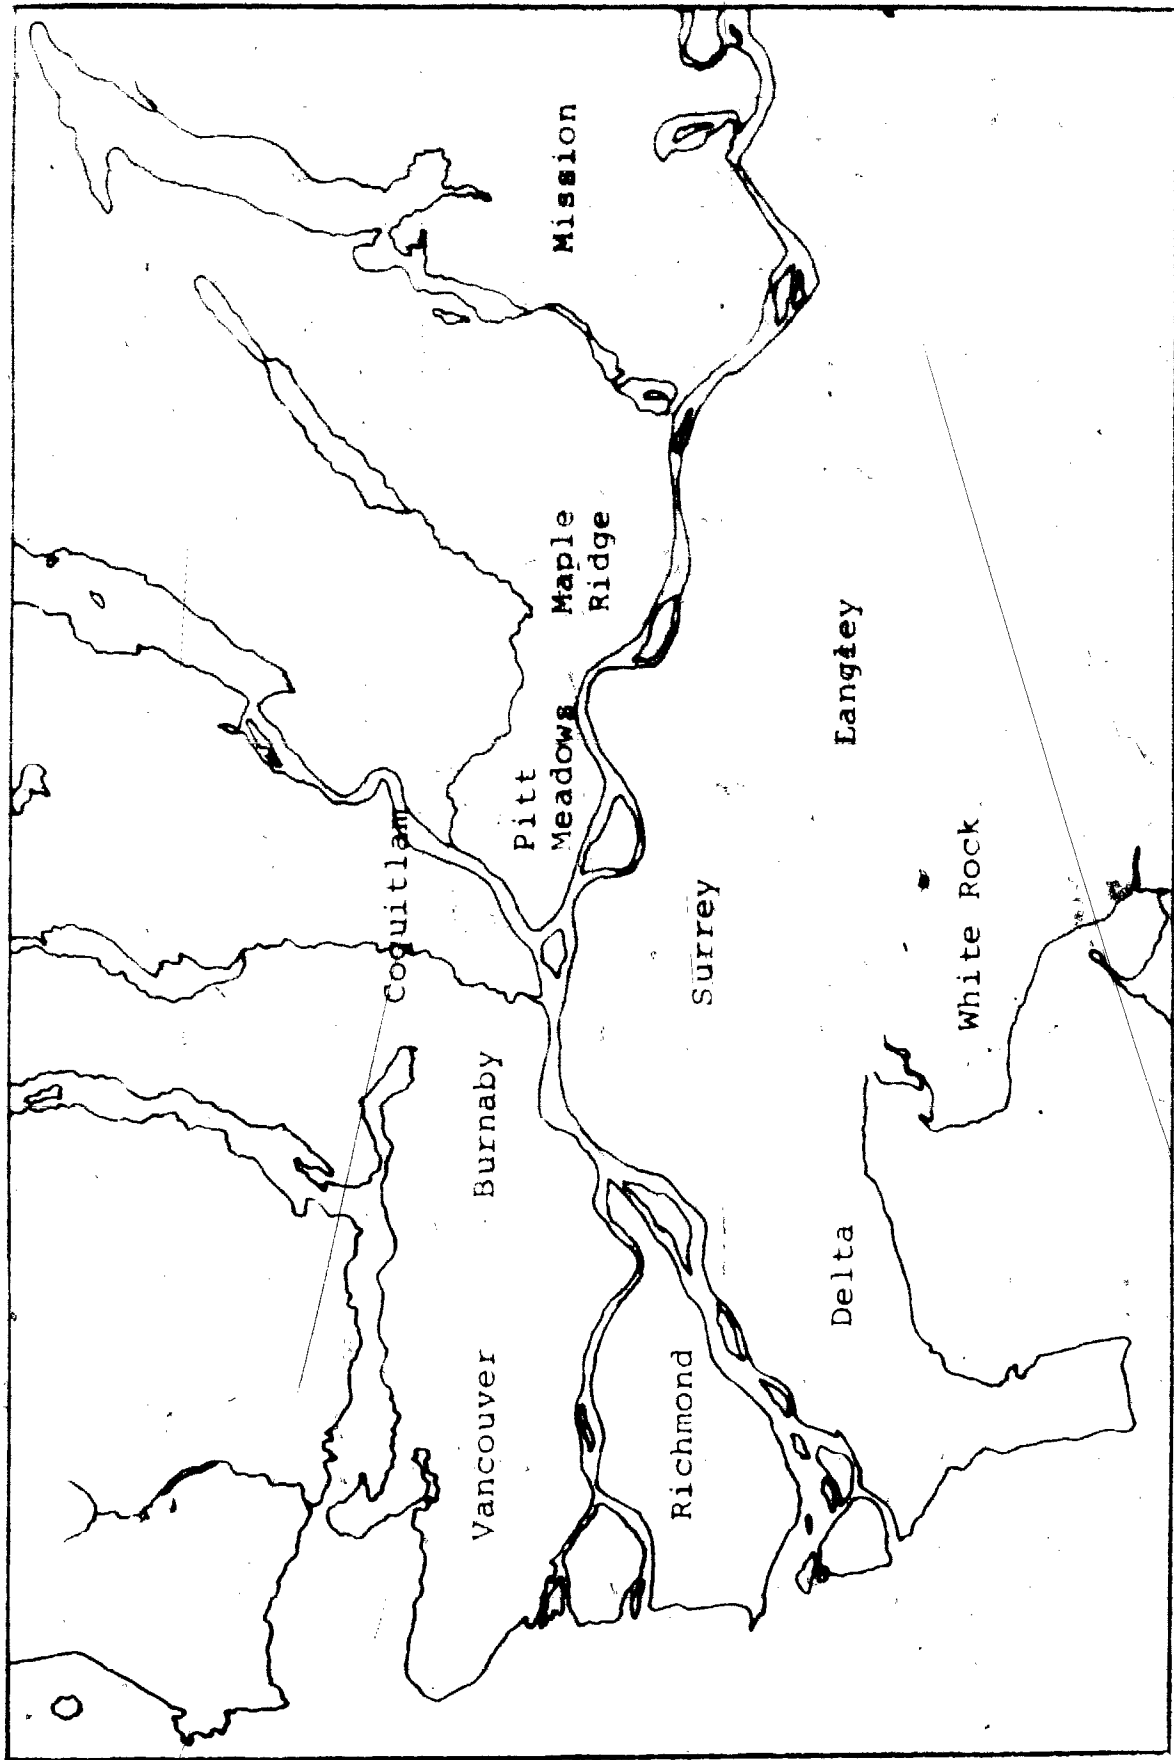 Coquitlam
Vancouver
Burnaby
Pitt
Meadows
Maple
Ridge
Mission
Richmond
Surrey
Delta
Langley
White Rock